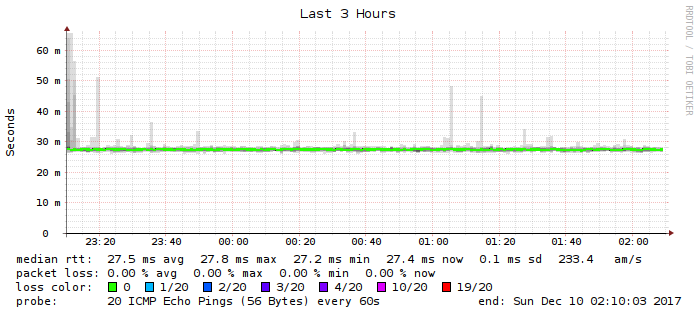 Last 3 Hours
RRDTOOL / TOBI OETIKER
Seconds
60 m
50 m
40 m
30 m
20 m
10 m
0
23:20 23:40 00:00 00:20 00:40 01:00 01:20 01:40 02:00
median rtt: 27.5 ms avg 27.8 ms max 27.2 ms min 27.4 ms now 0.1 ms sd 233.4 am/s
packet loss: 0.00 % avg 0.00 % max 0.00 % min 0.00 % now
loss color: 0 1/20 2/20 3/20 4/20 10/20 19/20
probe: 20 ICMP Echo Pings (56 Bytes) every 60s end: Sun Dec 10 02:10:03 2017